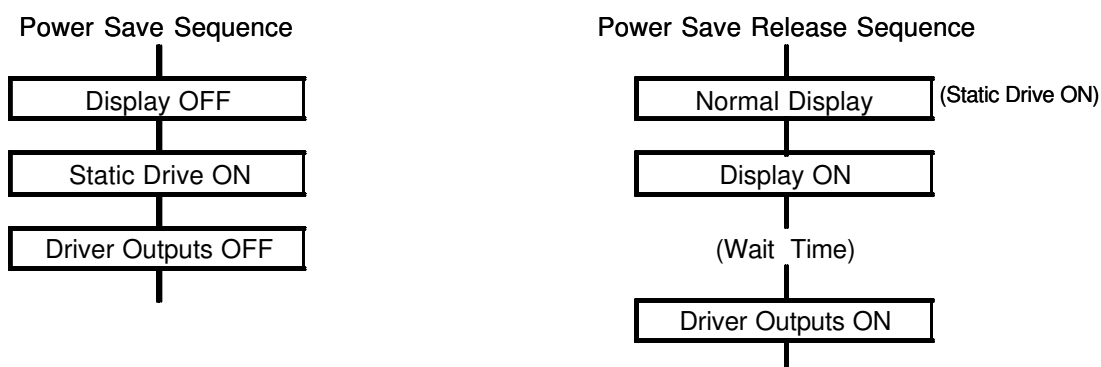 Power Save Sequence
Display OFF
Static Drive ON
Driver Outputs OFF
Power Save Release Sequence
Normal Display
(Static Drive ON)
Display ON
(Wait Time)
Driver Outputs ON